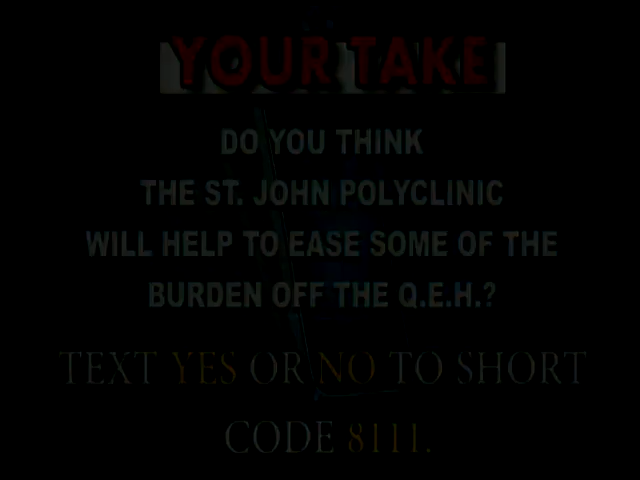 YOUR TAKE
DO YOU THINK
THE ST. JOHN POLYCLINIC
WILL HELP TO EASE SOME OF THE
BURDEN OFF THE Q.E.H.?
TEXT YES OR NO TO SHORT
CODE 8111.